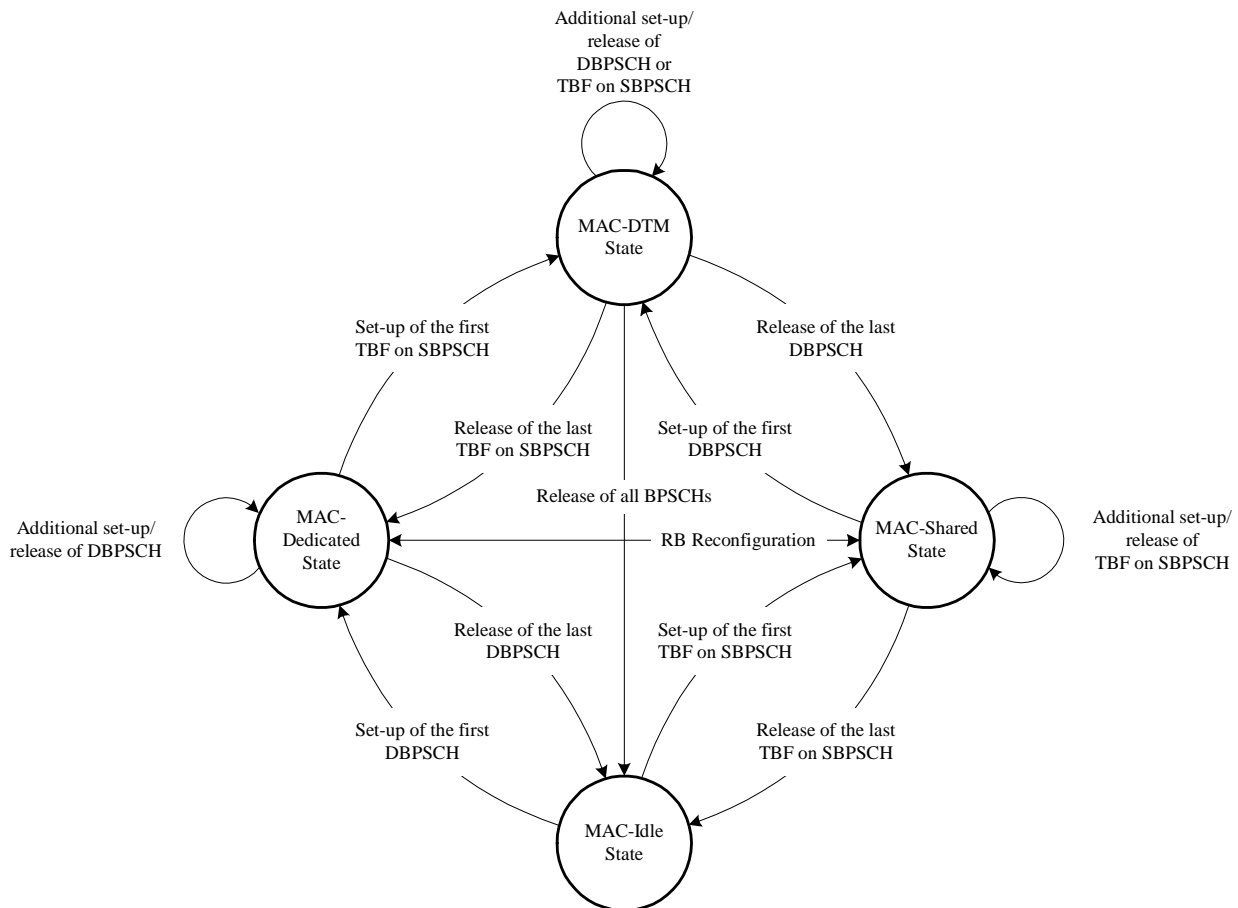 Additional set-up/
release of
DBPSCH or
TBF on SBPSCH
MAC-DTM
State
Set-up of the first
TBF on SBPSCH
Release of the last
DBPSCH
Release of the last
TBF on SBPSCH
Set-up of the first
DBPSCH
Release of all BPSCHs
Additional set-up/
release of DBPSCH
MAC-
Dedicated
State
RB Reconfiguration
MAC-Shared
State
Additional set-up/
release of
TBF on SBPSCH
Release of the last
DBPSCH
Set-up of the first
TBF on SBPSCH
Set-up of the first
DBPSCH
Release of the last
TBF on SBPSCH
MAC-Idle
State